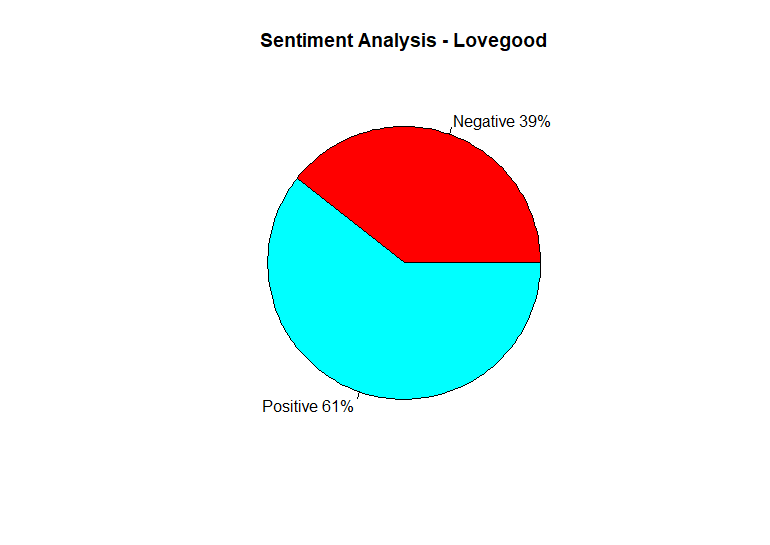 Sentiment Analysis - Lovegood
Negative 39%
Positive 61%